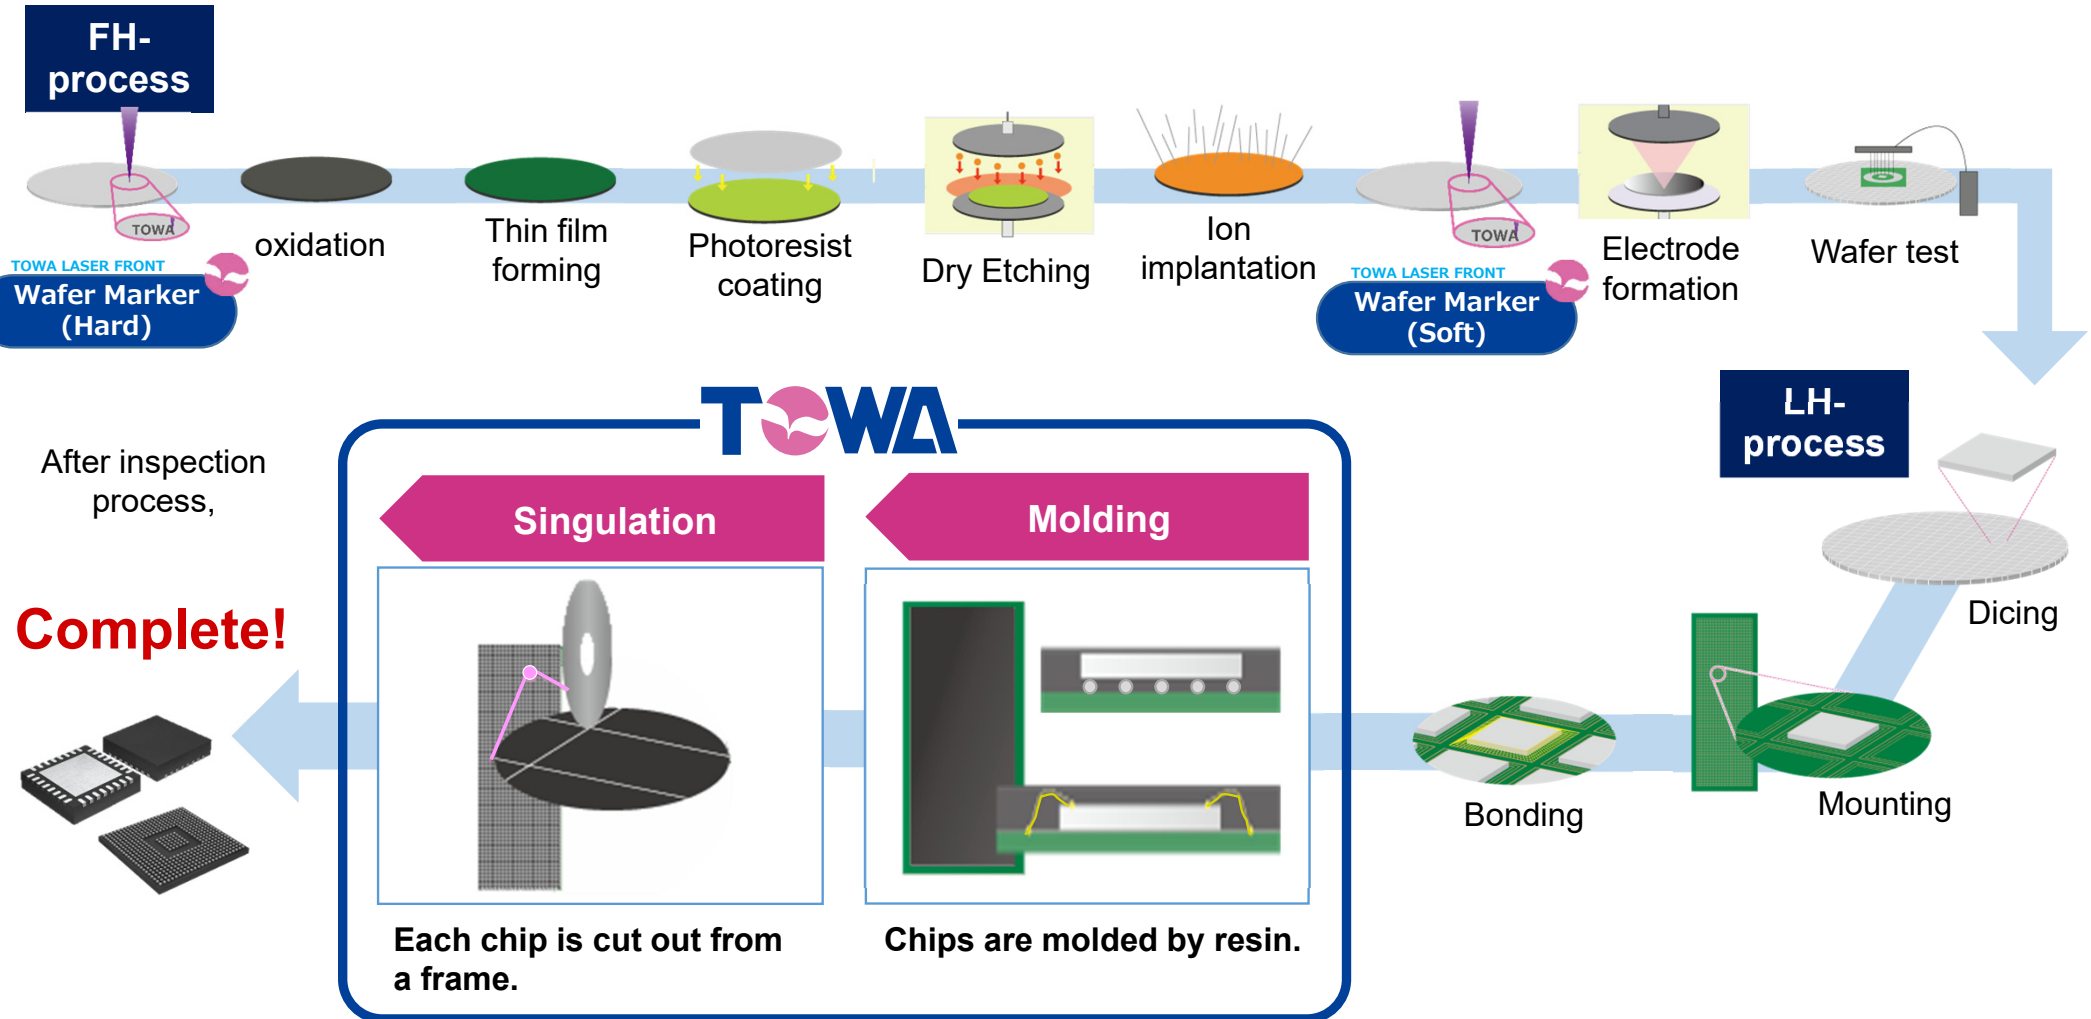 FH-
process
TOWA
oxidation
Thin film
forming
Photoresist
coating
Dry Etching
Ion
implantation
TOWA
Electrode
formation
Wafer test
TOWA LASER FRONT
Wafer Marker
(Hard)
TOWA LASER FRONT
Wafer Marker
(Soft)
LH-
process
Dicing
Mounting
Bonding
TOWA
Molding
Chips are molded by resin.
Singulation
Each chip is cut out from
a frame.
After inspection
process,
Complete!